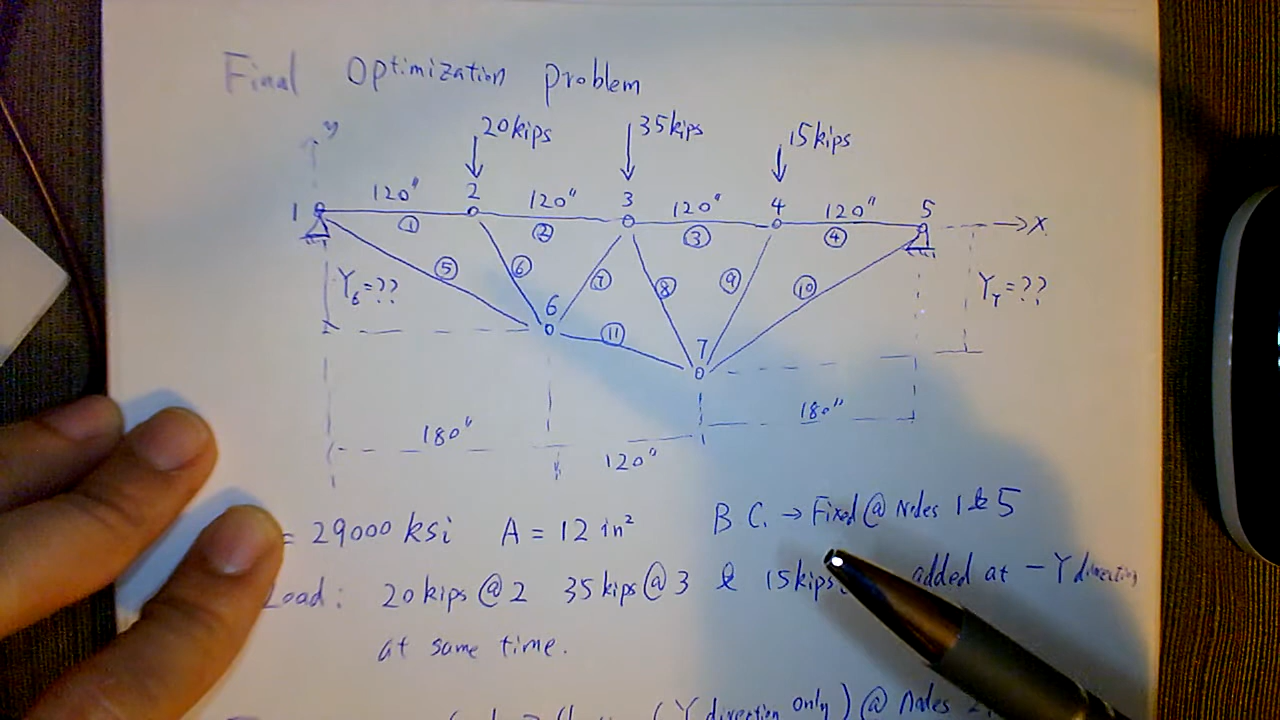 Final Optimization problem
y
20kips 35kips 15kips
120" 2 120" 3 120" 4 120" 5
1 ① ② ③ ④ →X
Y6=?? ⑤ ⑥ ⑦ ⑧ ⑨ ⑩ Y7=??
6 ⑪ 7
180" 120" 180"
= 29000 ksi A = 12 in² B C. → Fixed @ Nodes 1 & 5
Load: 20kips @ 2 35kips @ 3 & 15kips added at -Y direction
at same time.
(Y direction only) @ Nodes